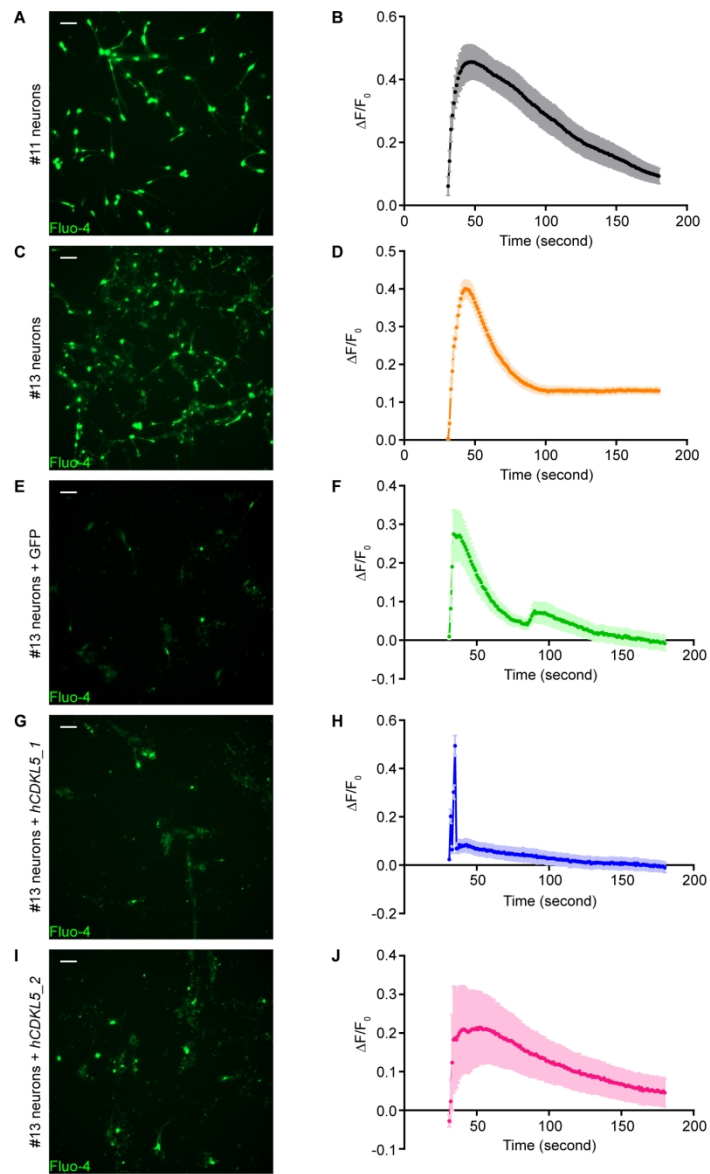 A
#11 neurons
Fluo-4
B
ΔF/F₀
0.6
0.4
0.2
0.0
0 50 100 150 200
Time (second)
C
#13 neurons
Fluo-4
D
ΔF/F₀
0.5
0.4
0.3
0.2
0.1
0.0
0 50 100 150 200
Time (second)
E
#13 neurons + GFP
Fluo-4
F
ΔF/F₀
0.4
0.3
0.2
0.1
0.0
-0.1
50 100 150 200
Time (second)
G
#13 neurons + hCDKL5_1
Fluo-4
H
ΔF/F₀
0.6
0.4
0.2
0.0
-0.2
50 100 150 200
Time (second)
I
#13 neurons + hCDKL5_2
Fluo-4
J
ΔF/F₀
0.4
0.3
0.2
0.1
0.0
-0.1
50 100 150 200
Time (second)